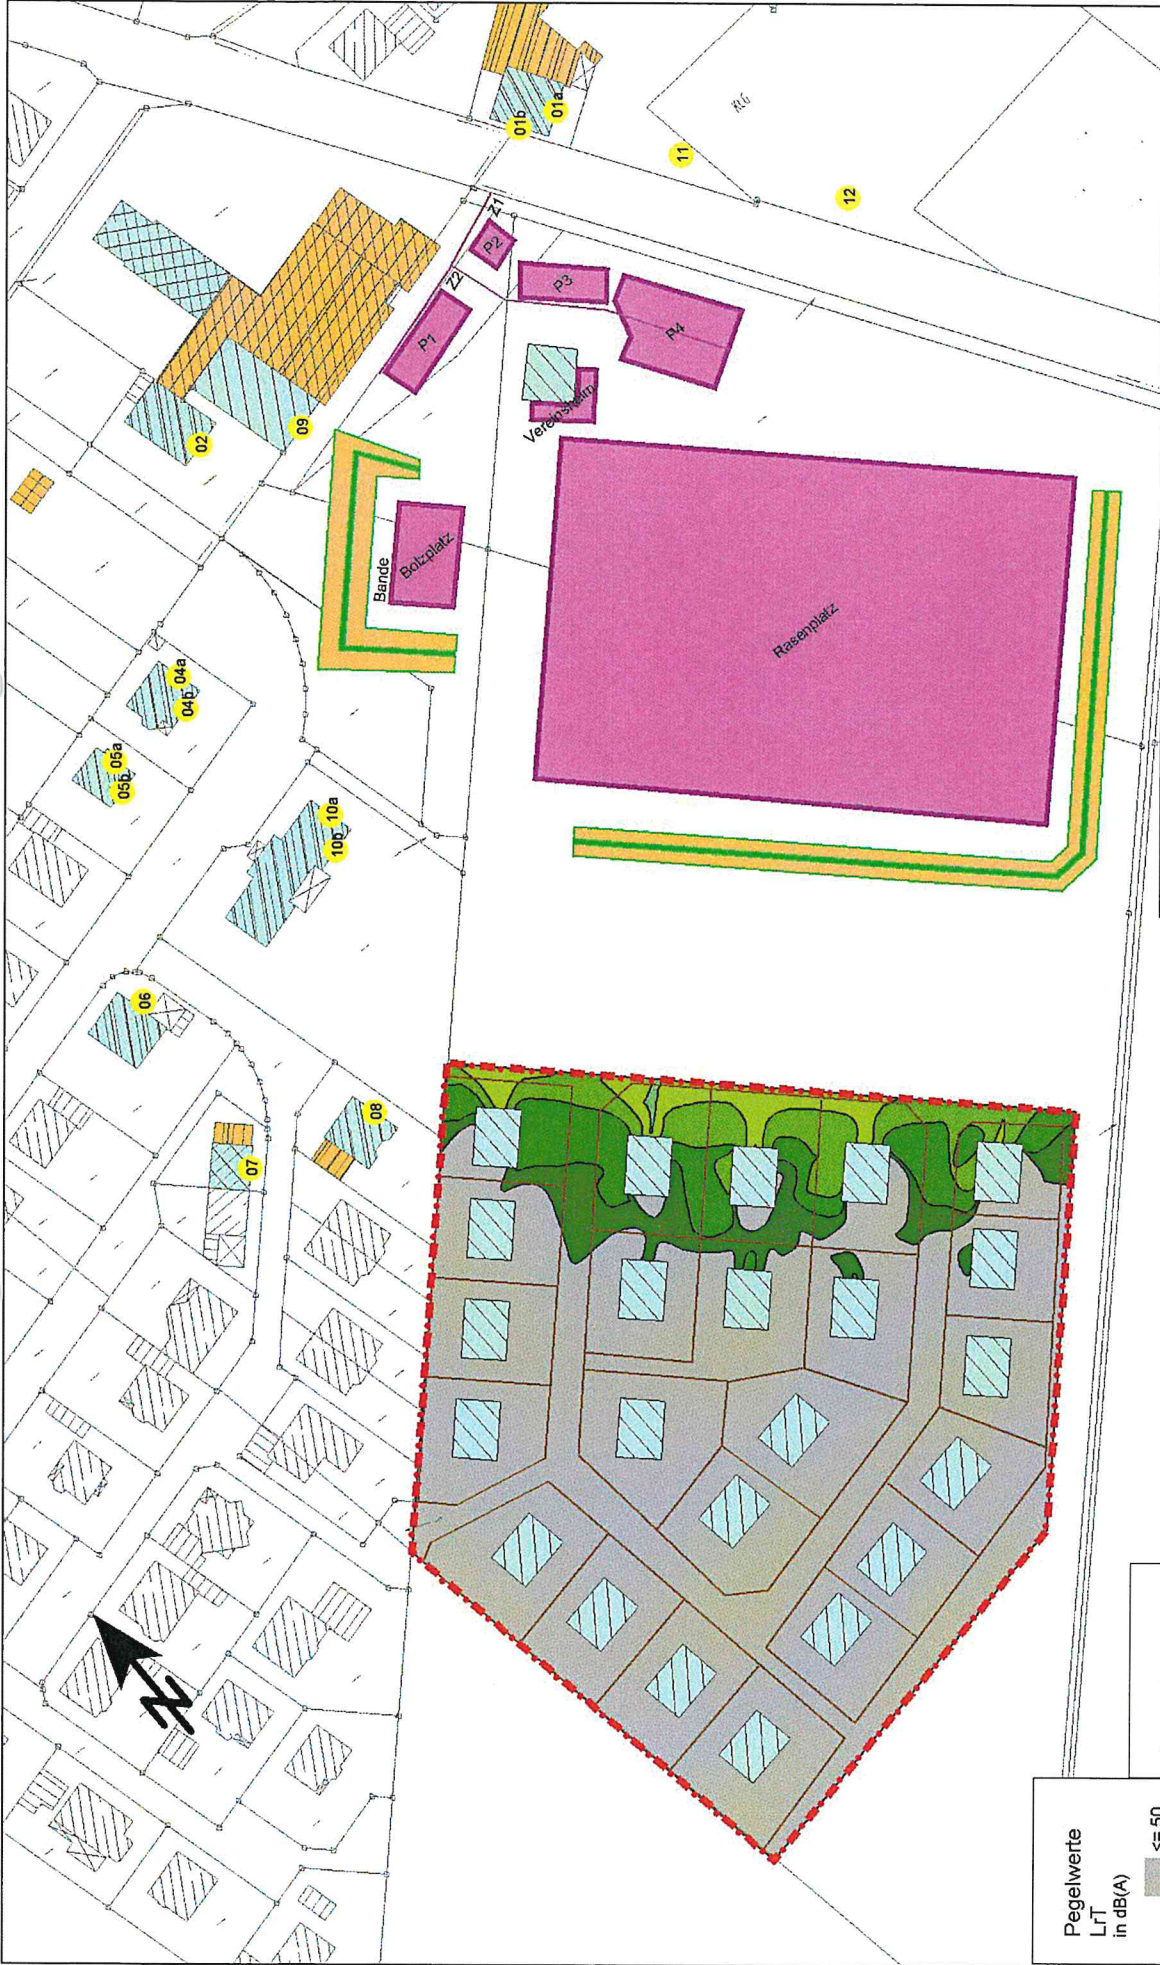 01b
01a
11
12
KLG
Z1
P2
Z2
P3
P1
P4
Vereinsheim
02
09
Bande
Bolzplatz
Rasenplatz
04a
04b
05a
05b
10a
10b
06
07
08
N
Pegelwerte
LrT
in dB(A)
<= 50